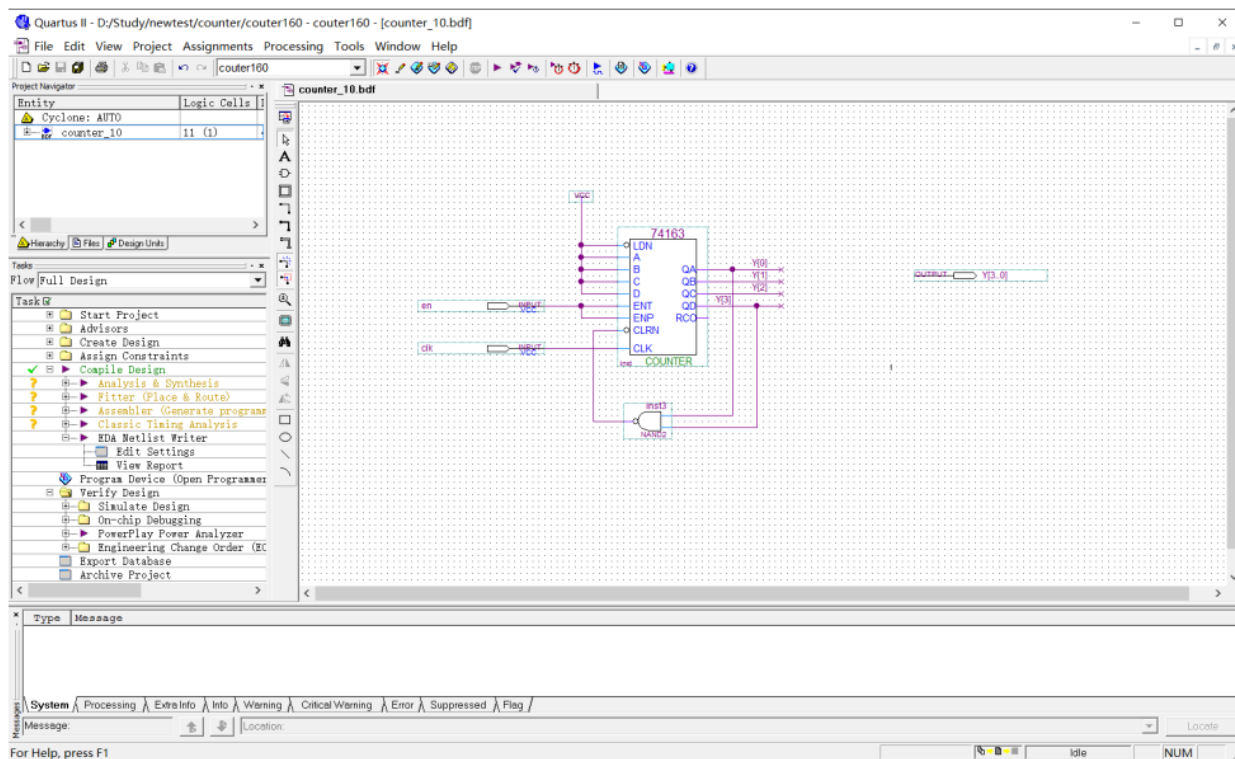 Quartus II - D:/Study/newtest/counter/couter160 - couter160 - [counter_10.bdf]
File Edit View Project Assignments Processing Tools Window Help
couter160
Project Navigator
Entity Logic Cells
Cyclone: AUTO
counter_10 11 (1)
Hierarchy Files Design Units
Tasks
Flow Full Design
Task
Start Project
Advisors
Create Design
Assign Constraints
Compile Design
Analysis & Synthesis
Fitter (Place & Route)
Assembler (Generate programm
Classic Timing Analysis
EDA Netlist Writer
Edit Settings
View Report
Program Device (Open Programmer
Verify Design
Simulate Design
On-chip Debugging
PowerPlay Power Analyzer
Engineering Change Order (EC
Export Database
Archive Project
counter_10.bdf
VCC
74163
LDN
A
B QA Y[0]
C QB Y[1]
D QC Y[2]
ENT QD Y[3]
ENP RCO
CLRN
CLK
inst COUNTER
en INPUT VCC
clk INPUT VCC
inst3
NAND2
OUTPUT Y[3..0]
Type Message
System Processing Extra Info Info Warning Critical Warning Error Suppressed Flag
Messages
Message: Location: Locate
For Help, press F1 Idle NUM